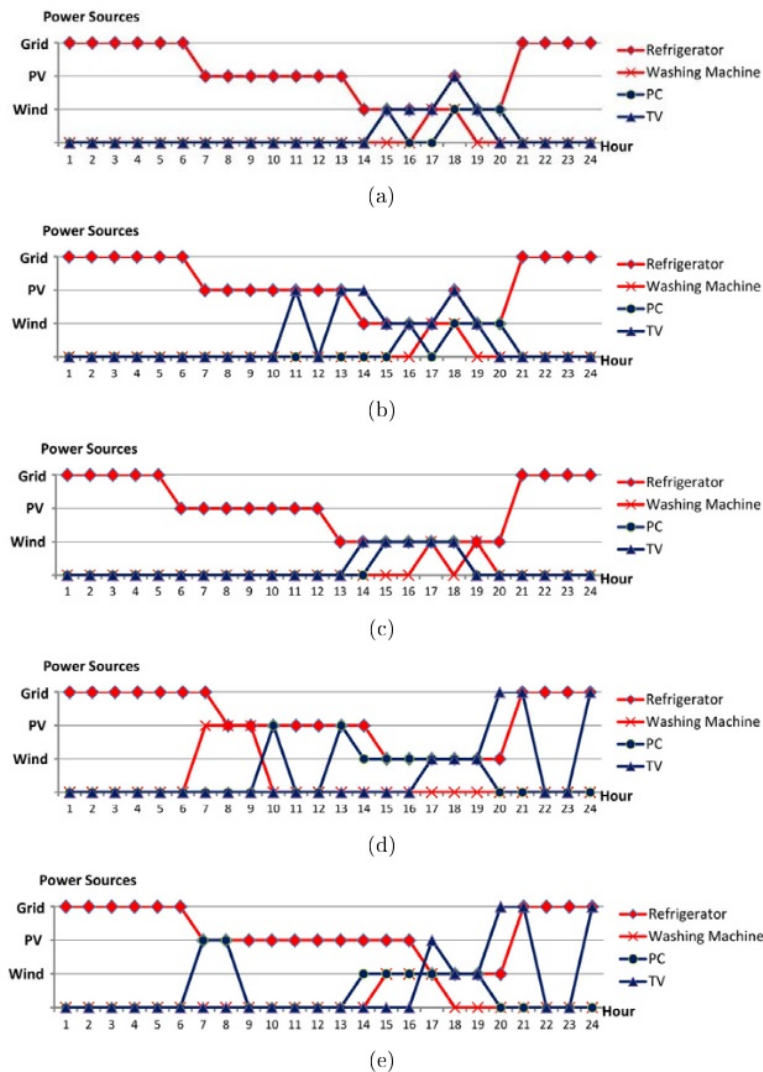 Power Sources
Grid
PV
Wind
1 2 3 4 5 6 7 8 9 10 11 12 13 14 15 16 17 18 19 20 21 22 23 24
Hour
Refrigerator
Washing Machine
PC
TV
(a)
Power Sources
Grid
PV
Wind
1 2 3 4 5 6 7 8 9 10 11 12 13 14 15 16 17 18 19 20 21 22 23 24
Hour
Refrigerator
Washing Machine
PC
TV
(b)
Power Sources
Grid
PV
Wind
1 2 3 4 5 6 7 8 9 10 11 12 13 14 15 16 17 18 19 20 21 22 23 24
Hour
Refrigerator
Washing Machine
PC
TV
(c)
Power Sources
Grid
PV
Wind
1 2 3 4 5 6 7 8 9 10 11 12 13 14 15 16 17 18 19 20 21 22 23 24
Hour
Refrigerator
Washing Machine
PC
TV
(d)
Power Sources
Grid
PV
Wind
1 2 3 4 5 6 7 8 9 10 11 12 13 14 15 16 17 18 19 20 21 22 23 24
Hour
Refrigerator
Washing Machine
PC
TV
(e)